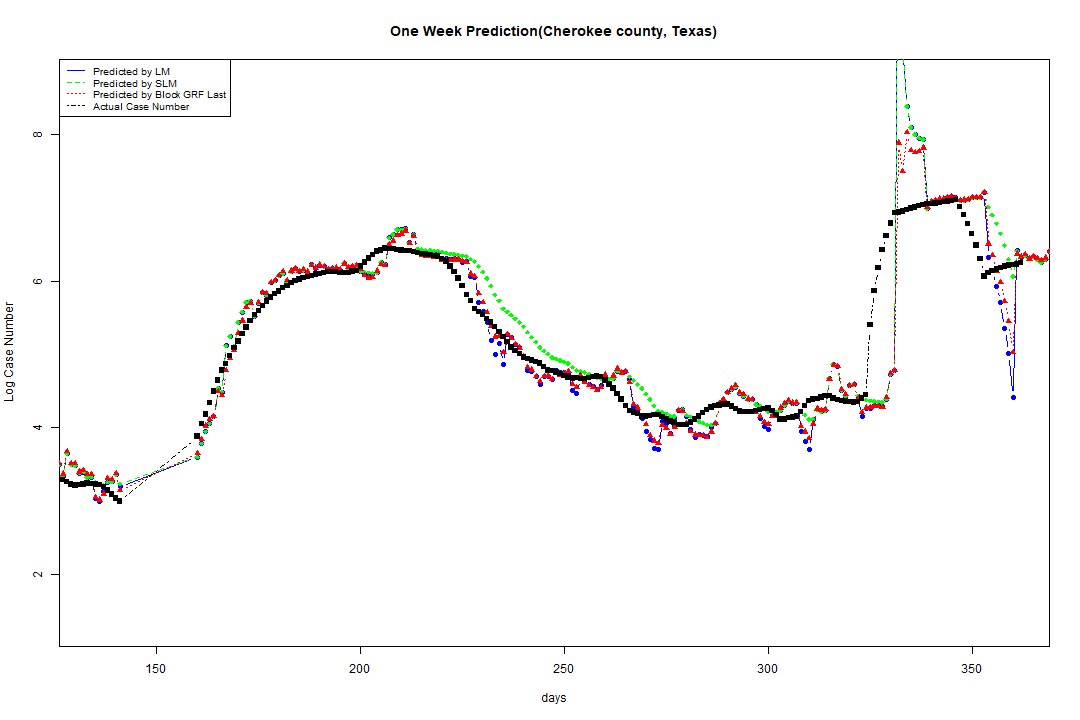 One Week Prediction(Cherokee county, Texas)
Predicted by LM
Predicted by SLM
Predicted by Block GRF Last
Actual Case Number
8
6
4
2
Log Case Number
150
200
250
300
350
days